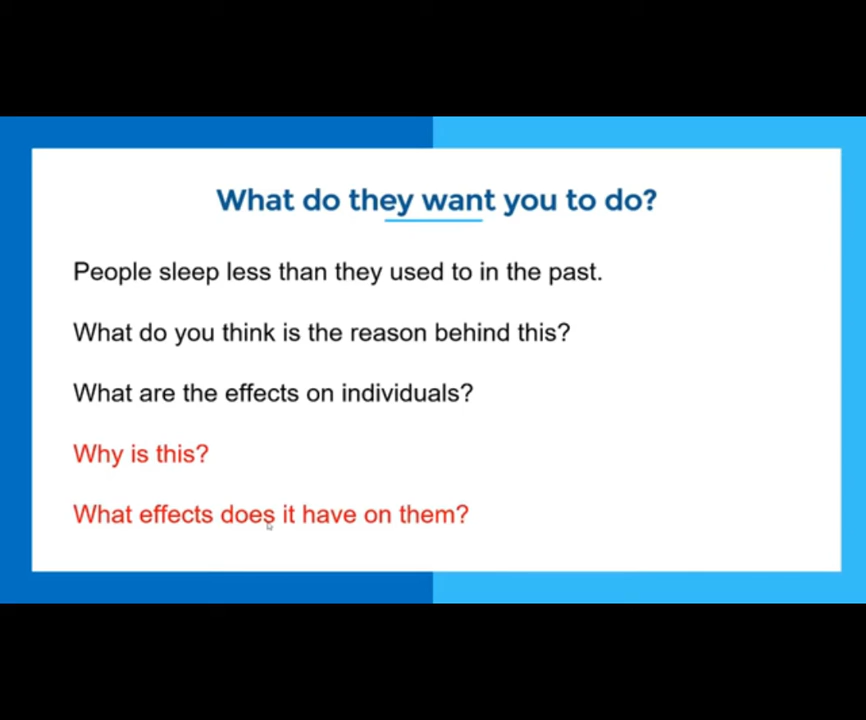 What do they want you to do?
People sleep less than they used to in the past.
What do you think is the reason behind this?
What are the effects on individuals?
Why is this?
What effects does it have on them?